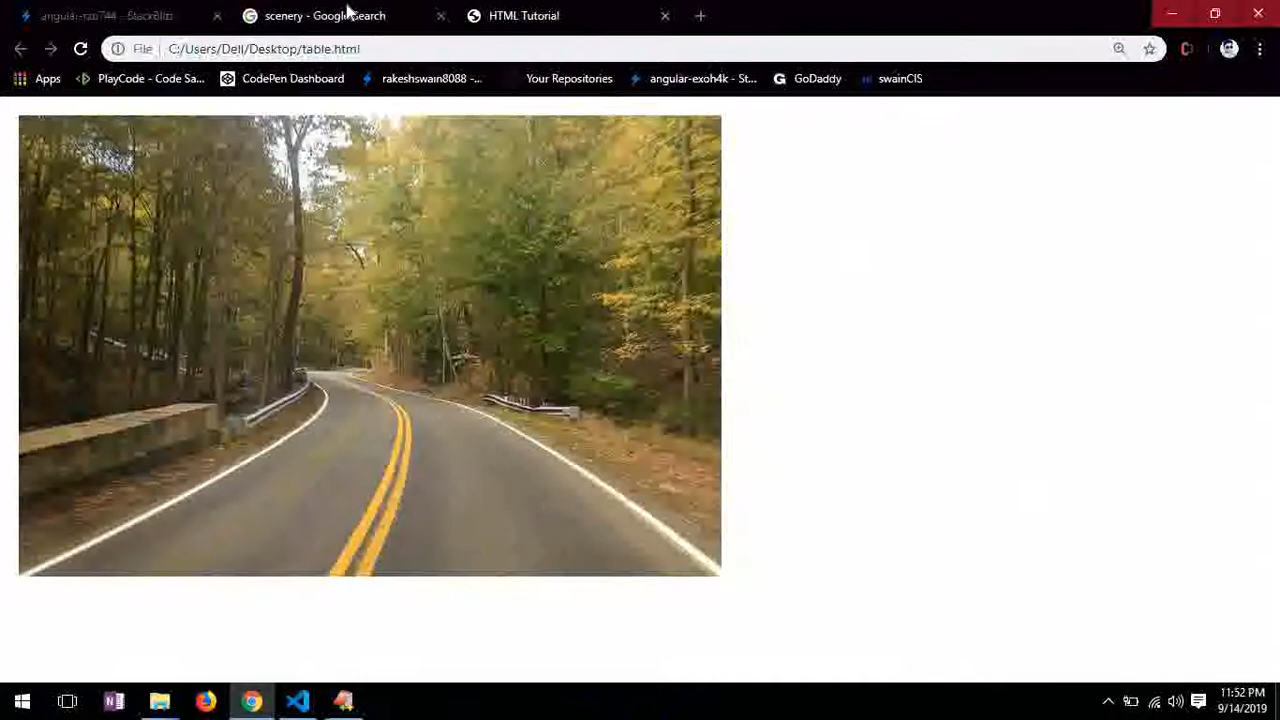 scenery - Google Search
HTML Tutorial
File
C:/Users/Dell/Desktop/table.html
Apps
PlayCode - Code Sa...
CodePen Dashboard
rakeshswain8088 -...
Your Repositories
angular-exoh4k - St...
GoDaddy
swainCIS
11:52 PM
9/14/2019